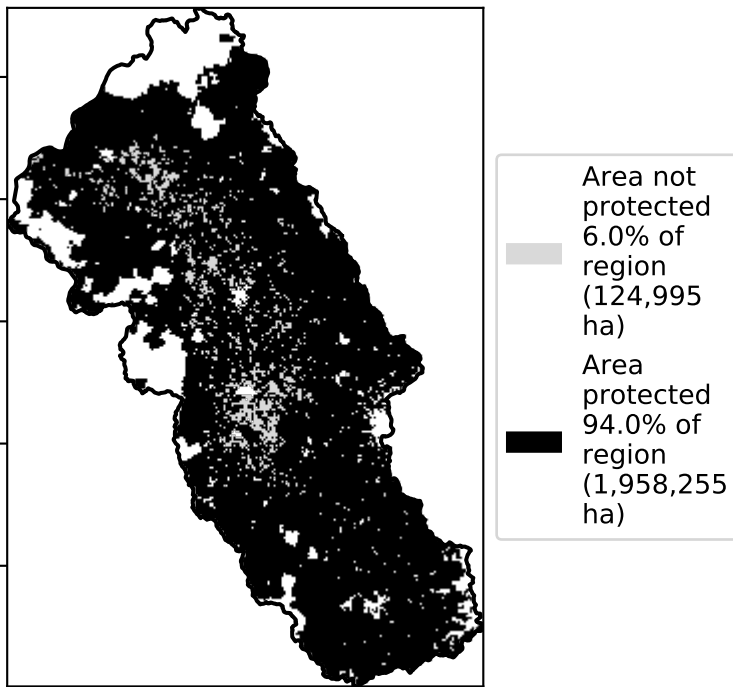 Area not
protected
6.0% of
region
(124,995
ha)
Area
protected
94.0% of
region
(1,958,255
ha)